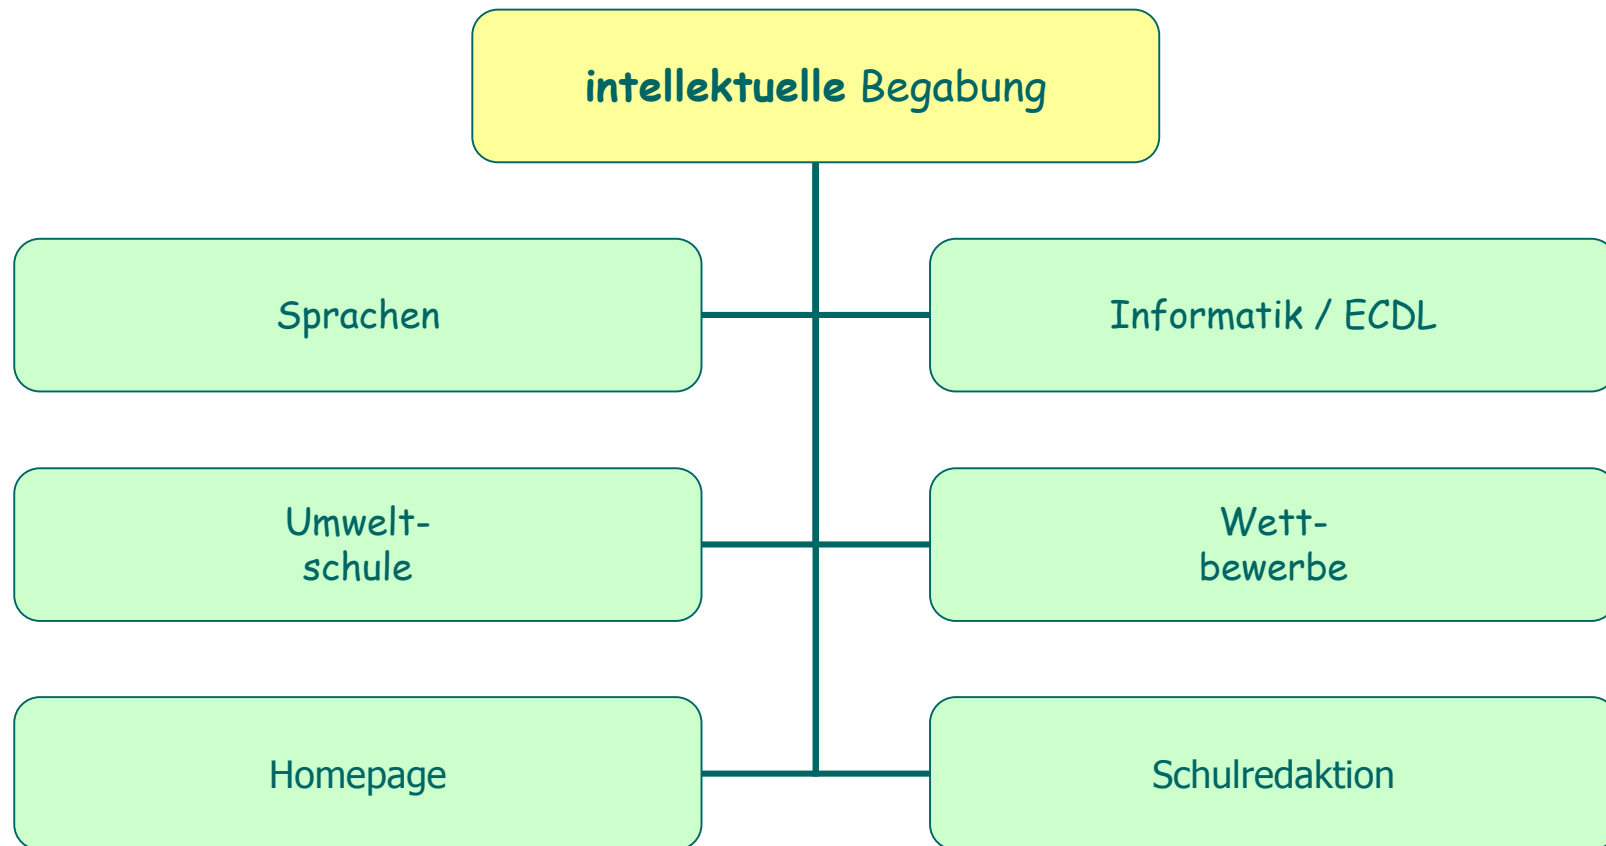 intellektuelle Begabung
Sprachen
Informatik / ECDL
Umwelt-
schule
Wett-
bewerbe
Homepage
Schulredaktion